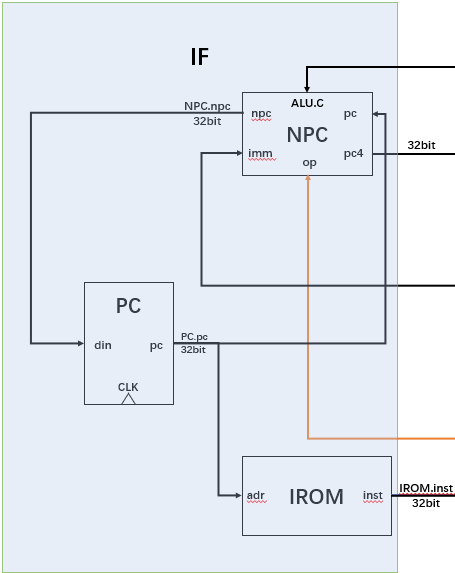 IF
ALU.C
NPC.npc
32bit
npc
pc
NPC
32bit
imm
pc4
op
PC
din
pc
PC.pc
32bit
CLK
adr
IROM
inst
IROM.inst
32bit